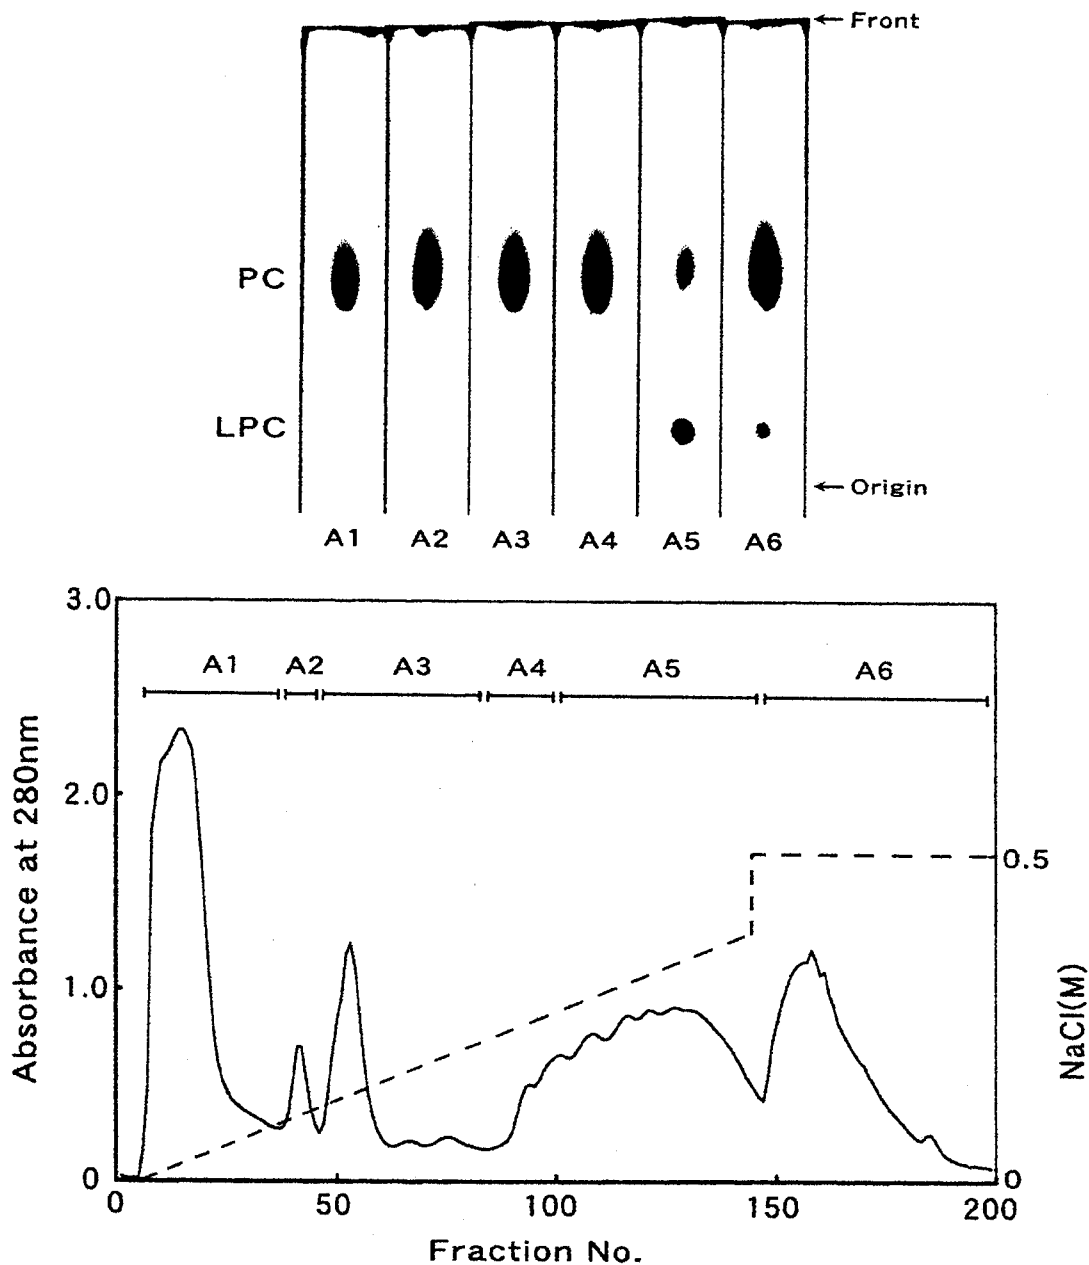 ← Front
PC
LPC
← Origin
A1 A2 A3 A4 A5 A6
3.0
A1 A2 A3 A4 A5 A6
2.0
0.5
1.0
0
0
0 50 100 150 200
Absorbance at 280nm
NaCl(M)
Fraction No.